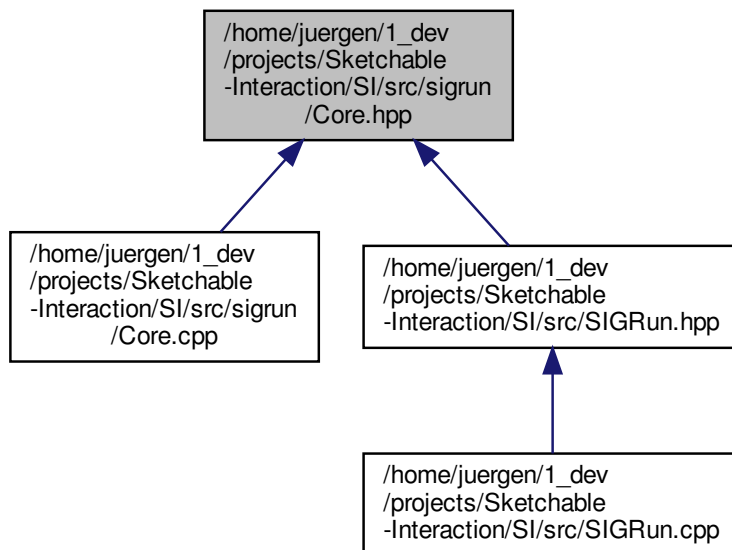 /home/juergen/1_dev
/projects/Sketchable
-Interaction/SI/src/sigrun
/Core.hpp
/home/juergen/1_dev
/projects/Sketchable
-Interaction/SI/src/sigrun
/Core.cpp
/home/juergen/1_dev
/projects/Sketchable
-Interaction/SI/src/SIGRun.hpp
/home/juergen/1_dev
/projects/Sketchable
-Interaction/SI/src/SIGRun.cpp